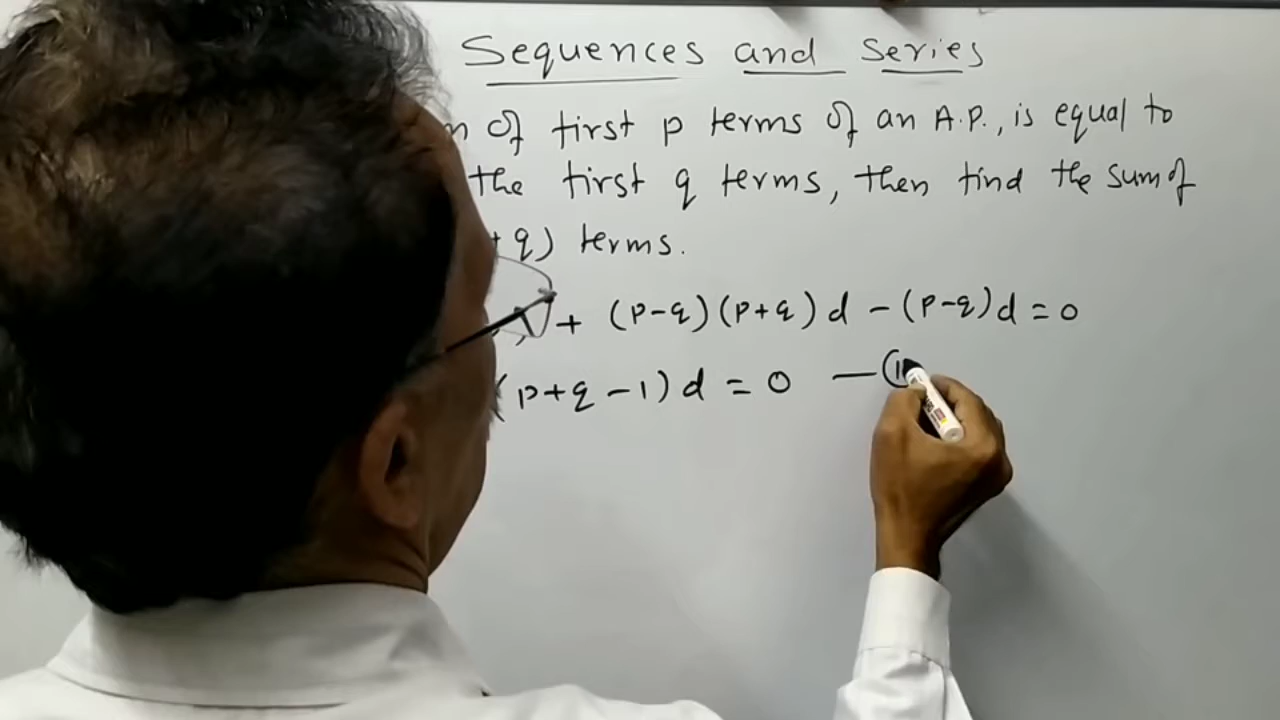 Sequences and Series
of first p terms of an A.P., is equal to
the first q terms, then find the sum of
q) terms.
+ (p-q)(p+q)d - (p-q)d = 0
(p+q-1)d = 0 —(1